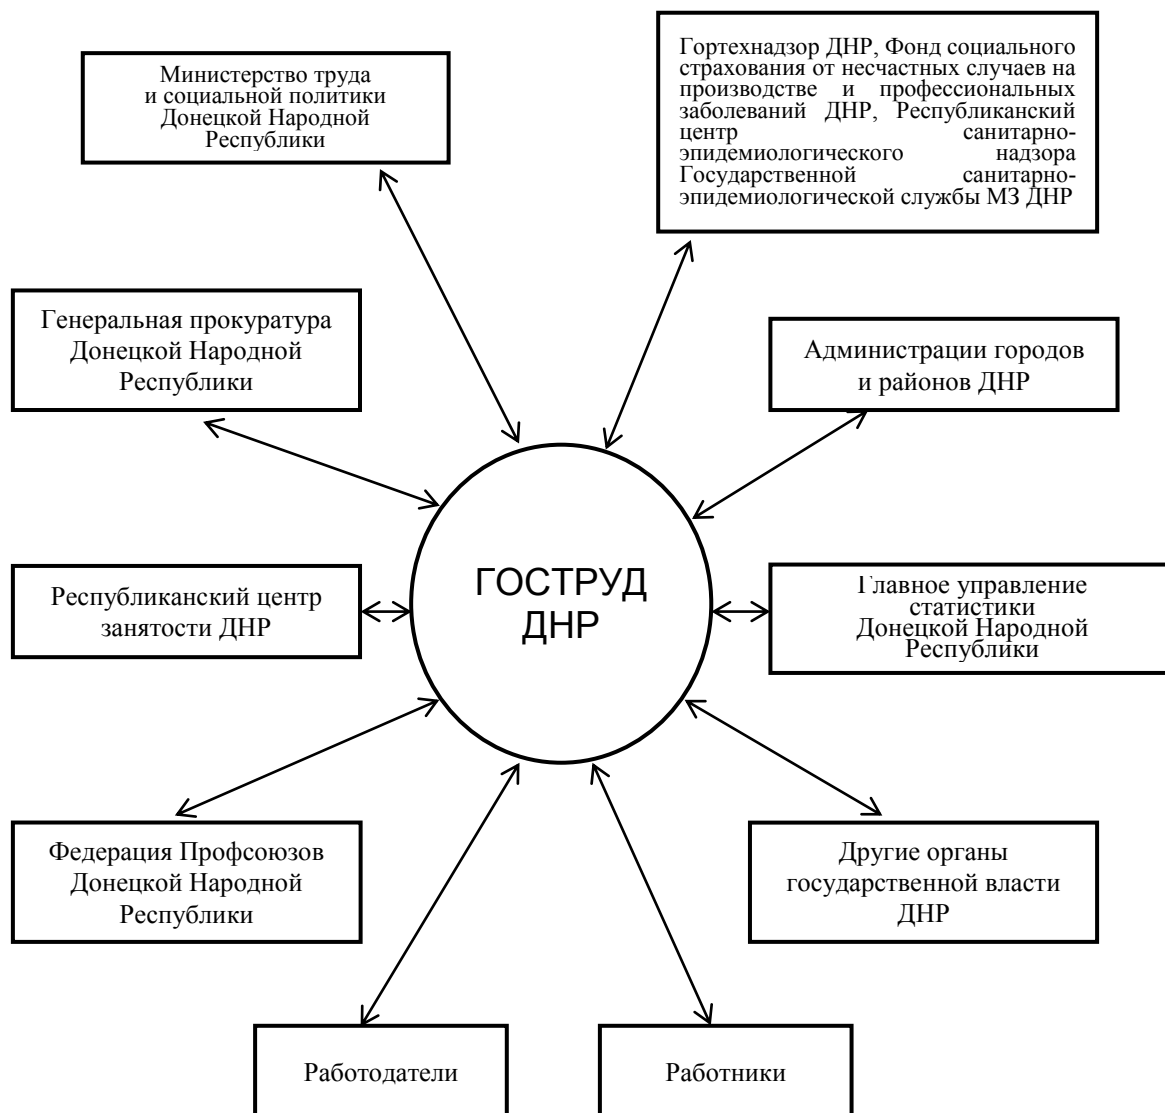 Министерство труда
и социальной политики
Донецкой Народной
Республики
Гортехнадзор ДНР, Фонд социального
страхования от несчастных случаев на
производстве и профессиональных
заболеваний ДНР, Республиканский
центр санитарно-
эпидемиологического надзора
Государственной санитарно-
эпидемиологической службы МЗ ДНР
Генеральная прокуратура
Донецкой Народной
Республики
Администрации городов
и районов ДНР
ГОСТРУД
ДНР
Республиканский центр
занятости ДНР
Главное управление
статистики
Донецкой Народной
Республики
Федерация Профсоюзов
Донецкой Народной
Республики
Другие органы
государственной власти
ДНР
Работодатели
Работники